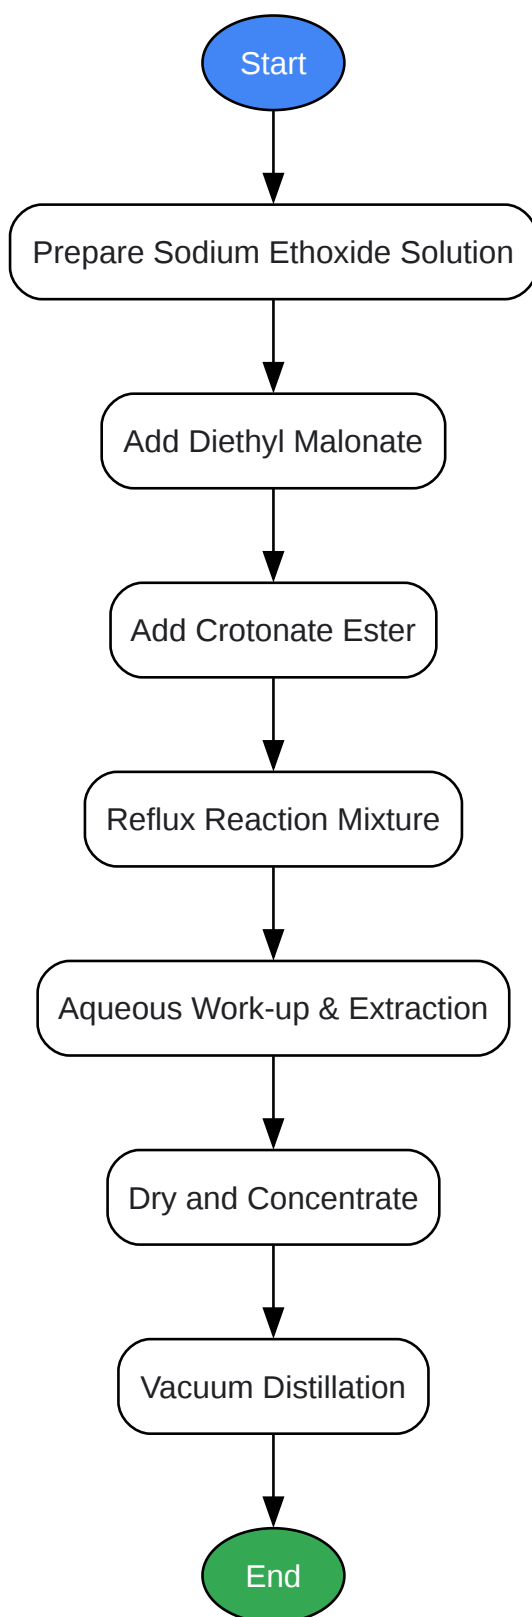 Start
Prepare Sodium Ethoxide Solution
Add Diethyl Malonate
Add Crotonate Ester
Reflux Reaction Mixture
Aqueous Work-up & Extraction
Dry and Concentrate
Vacuum Distillation
End